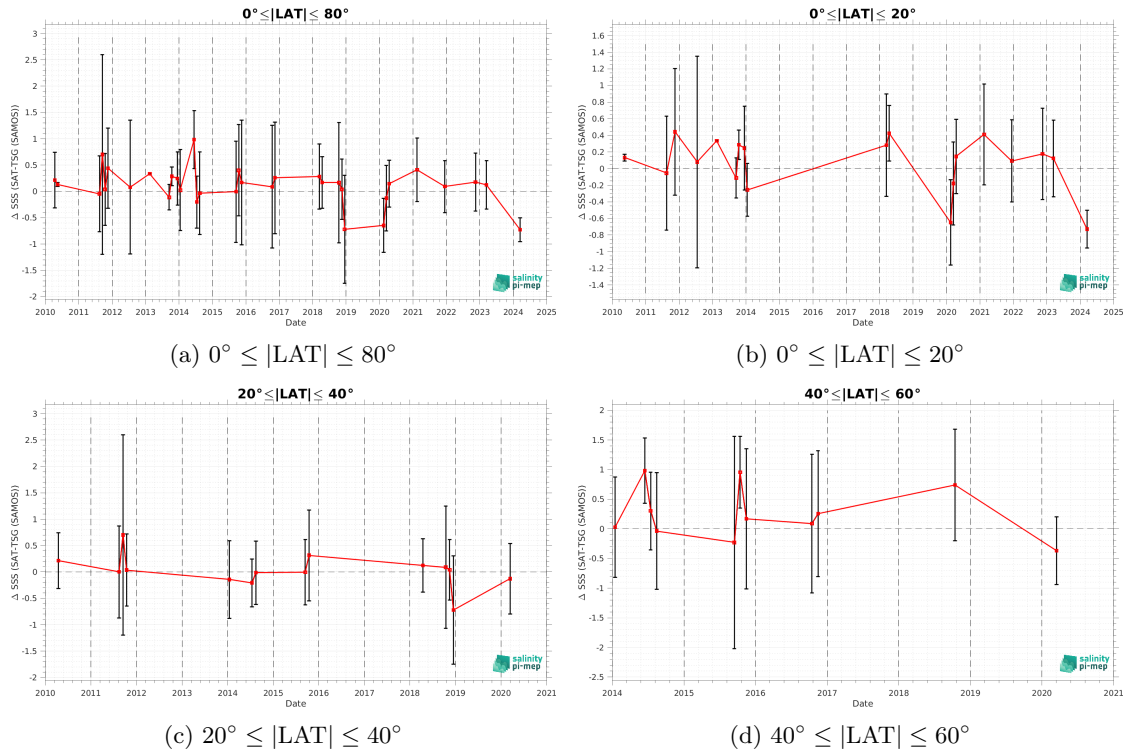 0°≤|LAT|≤ 80°
3
2.5
2
1.5
1
0.5
0
-0.5
-1
-1.5
-2
Δ SSS (SAT-TSG (SAMOS))
2010 2011 2012 2013 2014 2015 2016 2017 2018 2019 2020 2021 2022 2023 2024 2025
Date
salinity
pi-mep
(a) 0° ≤ |LAT| ≤ 80°
0°≤|LAT|≤ 20°
1.6
1.4
1.2
1
0.8
0.6
0.4
0.2
0
-0.2
-0.4
-0.6
-0.8
-1
-1.2
-1.4
Δ SSS (SAT-TSG (SAMOS))
2010 2011 2012 2013 2014 2015 2016 2017 2018 2019 2020 2021 2022 2023 2024 2025
Date
salinity
pi-mep
(b) 0° ≤ |LAT| ≤ 20°
20°≤|LAT|≤ 40°
3
2.5
2
1.5
1
0.5
0
-0.5
-1
-1.5
-2
Δ SSS (SAT-TSG (SAMOS))
2010 2011 2012 2013 2014 2015 2016 2017 2018 2019 2020 2021
Date
salinity
pi-mep
(c) 20° ≤ |LAT| ≤ 40°
40°≤|LAT|≤ 60°
2
1.5
1
0.5
0
-0.5
-1
-1.5
-2
-2.5
Δ SSS (SAT-TSG (SAMOS))
2014 2015 2016 2017 2018 2019 2020 2021
Date
salinity
pi-mep
(d) 40° ≤ |LAT| ≤ 60°